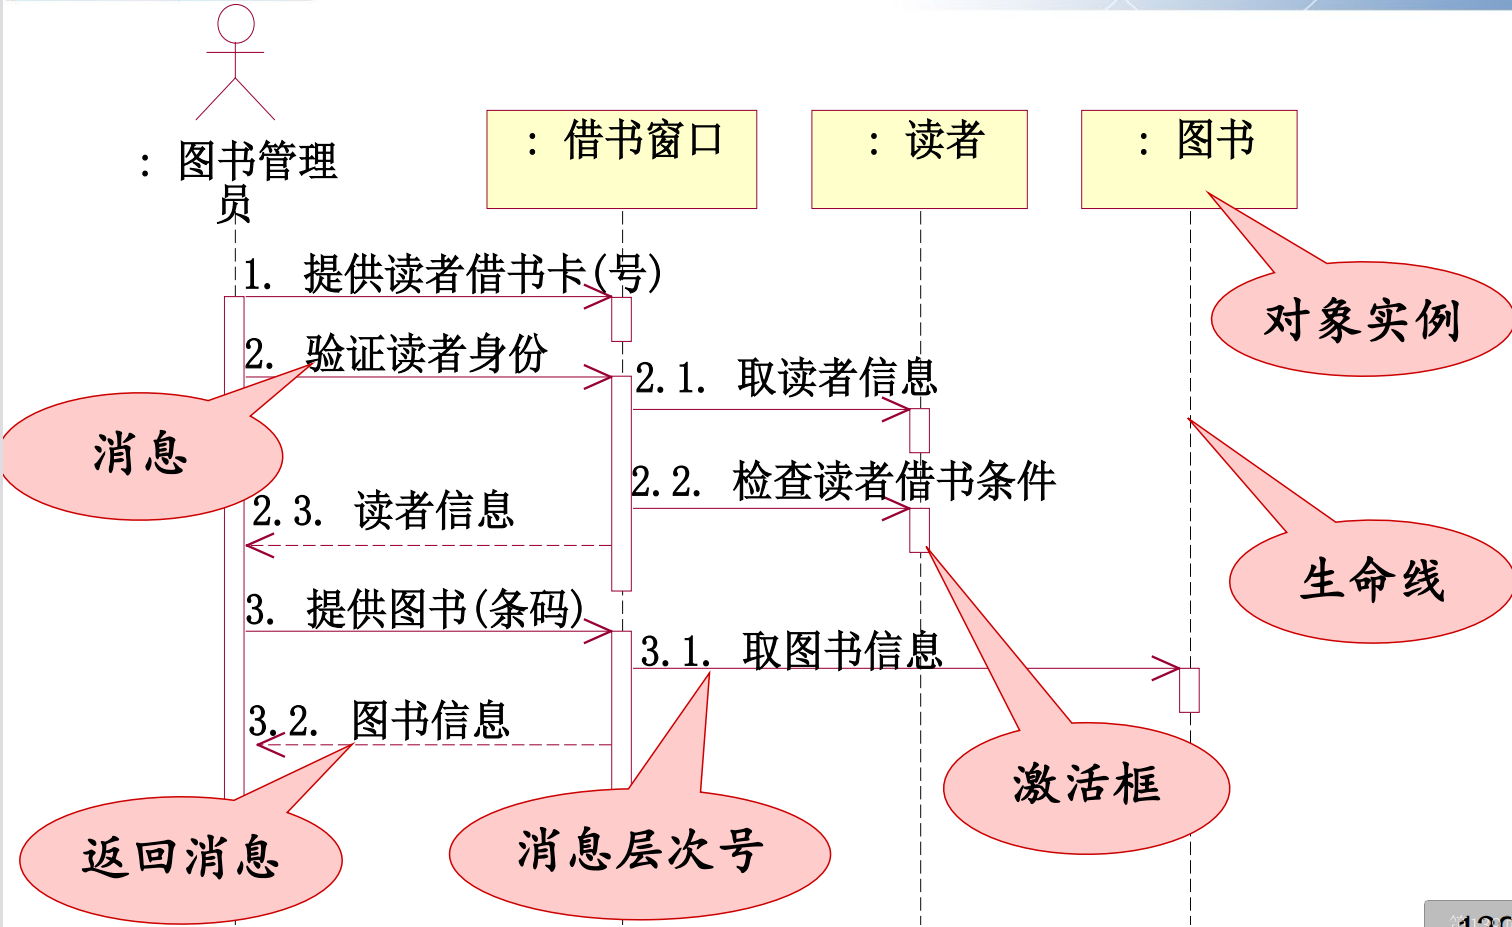 : 图书管理
员
: 借书窗口
: 读者
: 图书
1. 提供读者借书卡(号)
对象实例
2. 验证读者身份
2.1. 取读者信息
消息
2.2. 检查读者借书条件
2.3. 读者信息
生命线
3. 提供图书(条码)
3.1. 取图书信息
3.2. 图书信息
激活框
返回消息
消息层次号